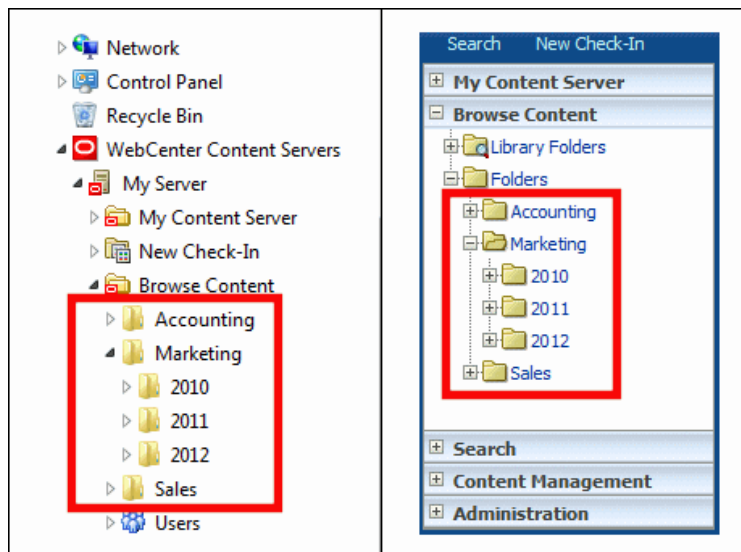 Network
Control Panel
Recycle Bin
WebCenter Content Servers
My Server
My Content Server
New Check-In
Browse Content
Accounting
Marketing
2010
2011
2012
Sales
Users
Search New Check-In
My Content Server
Browse Content
Library Folders
Folders
Accounting
Marketing
2010
2011
2012
Sales
Search
Content Management
Administration